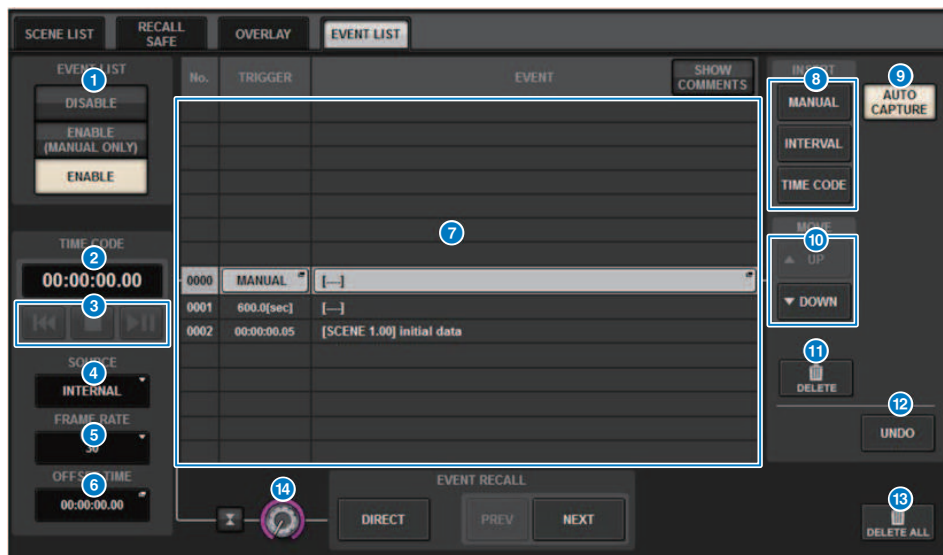 SCENE LIST
RECALL
SAFE
OVERLAY
EVENT LIST
EVENT LIST
1
DISABLE
ENABLE
(MANUAL ONLY)
ENABLE
TIME CODE
2
00:00:00.00
3
SOURCE
4
INTERNAL
FRAME RATE
5
30
OFFSET TIME
6
00:00:00.00
No.
TRIGGER
EVENT
SHOW
COMMENTS
7
0000 MANUAL [---]
0001 600.0[sec] [---]
0002 00:00:00.05 [SCENE 1.00] initial data
14
EVENT RECALL
DIRECT
PREV
NEXT
INSERT
8
MANUAL
INTERVAL
TIME CODE
9
AUTO
CAPTURE
MOVE
10
UP
DOWN
11
DELETE
12
UNDO
13
DELETE ALL